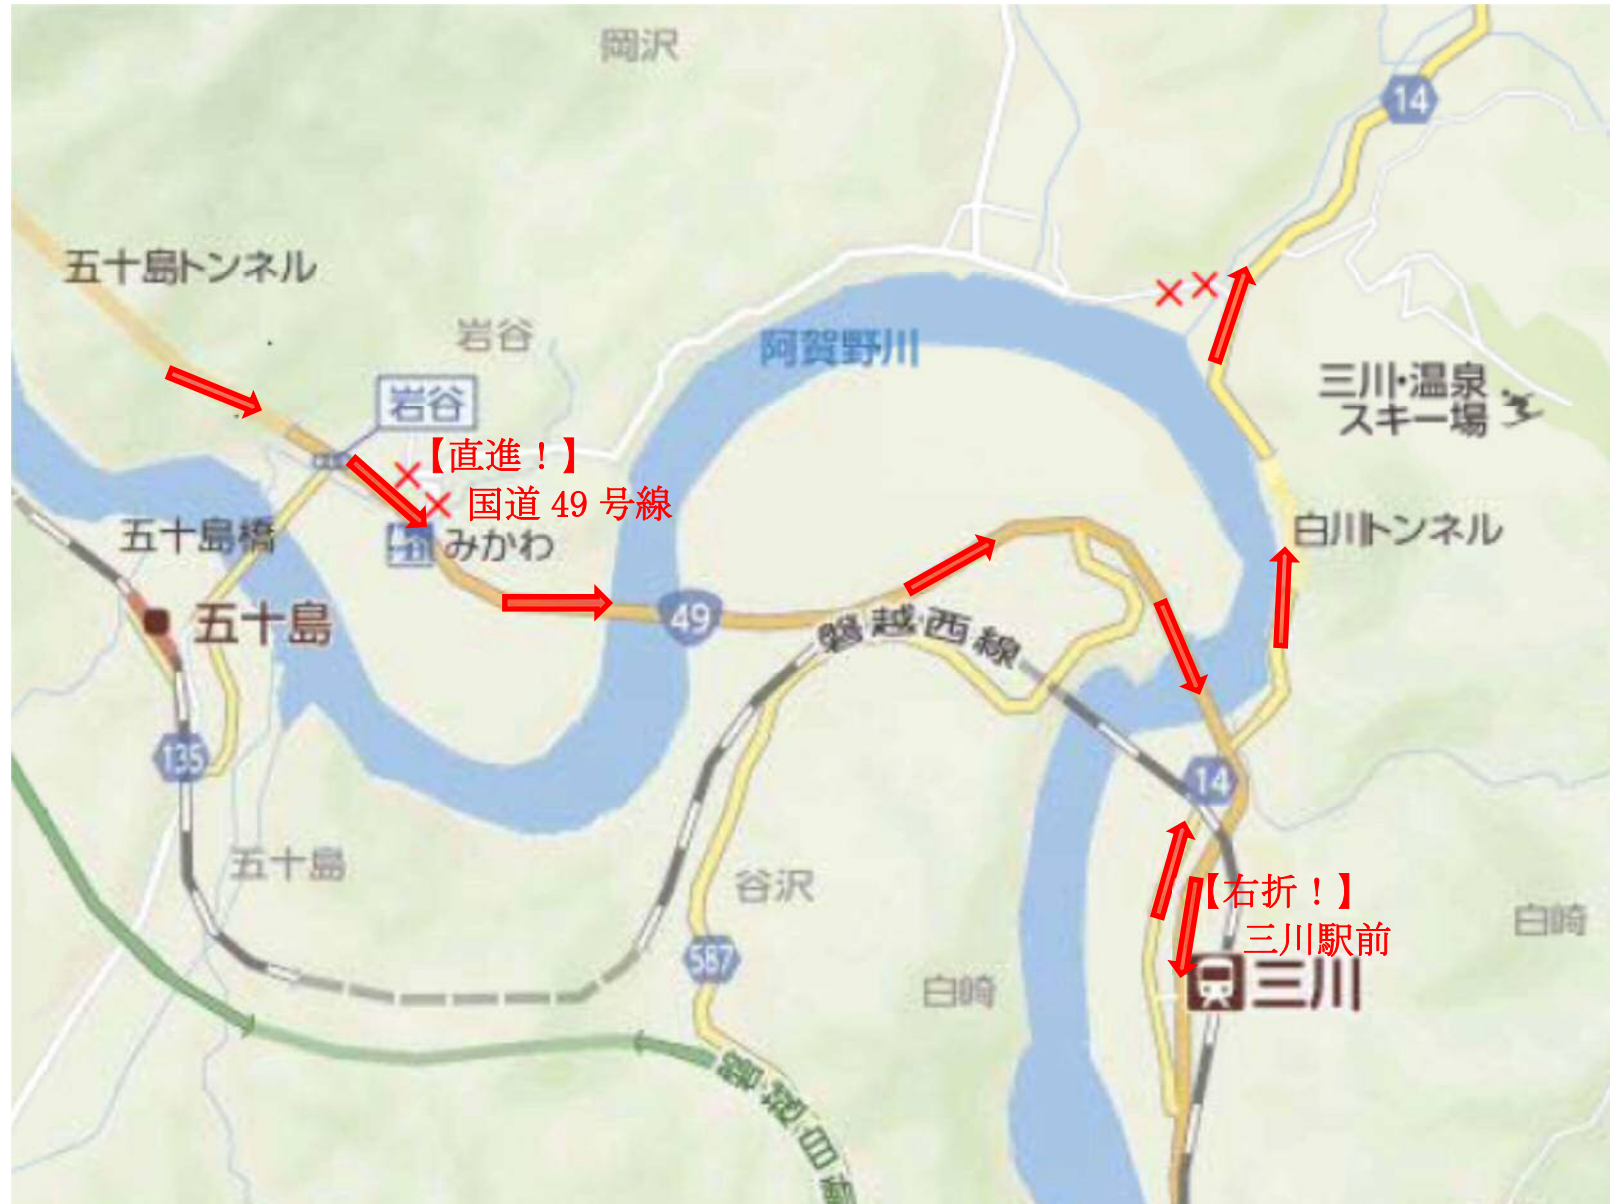 岡沢
14
五十島トンネル
岩谷
阿賀野川
三川・温泉
スキー場
岩谷
【直進！】
国道 49 号線
五十島橋
みかわ
白川トンネル
五十島
49
磐越西線
135
14
五十島
谷沢
【右折！】
三川駅前
白崎
587
白崎
三川